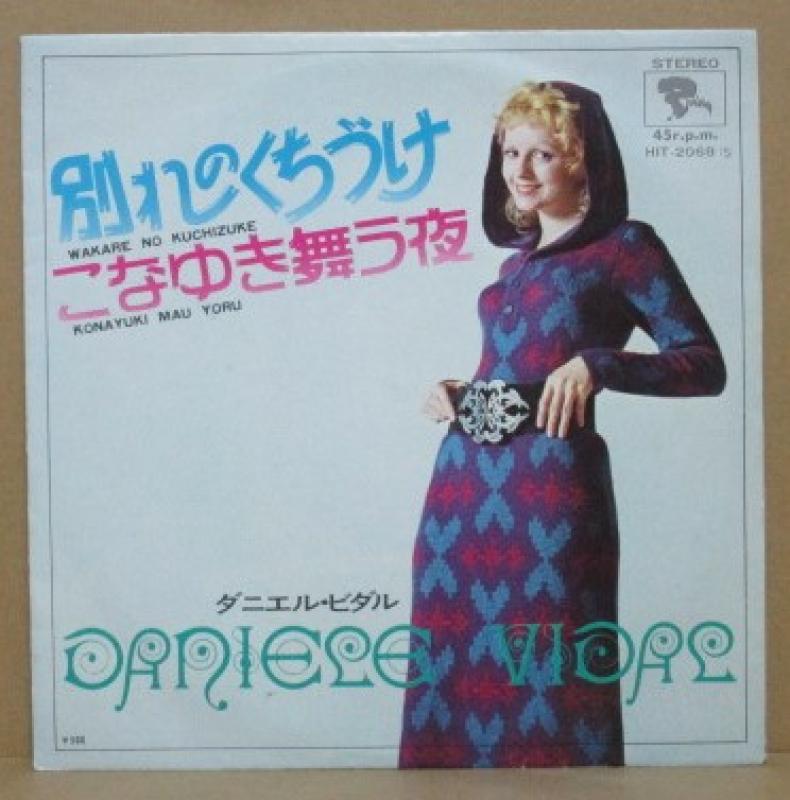 STEREO
Riviera
45r.p.m.
HIT-2068 S
別れのくちづけ
WAKARE NO KUCHIZUKE
こなゆき舞う夜
KONAYUKI MAU YORU
ダニエル・ビダル
DANIELE VIDAL